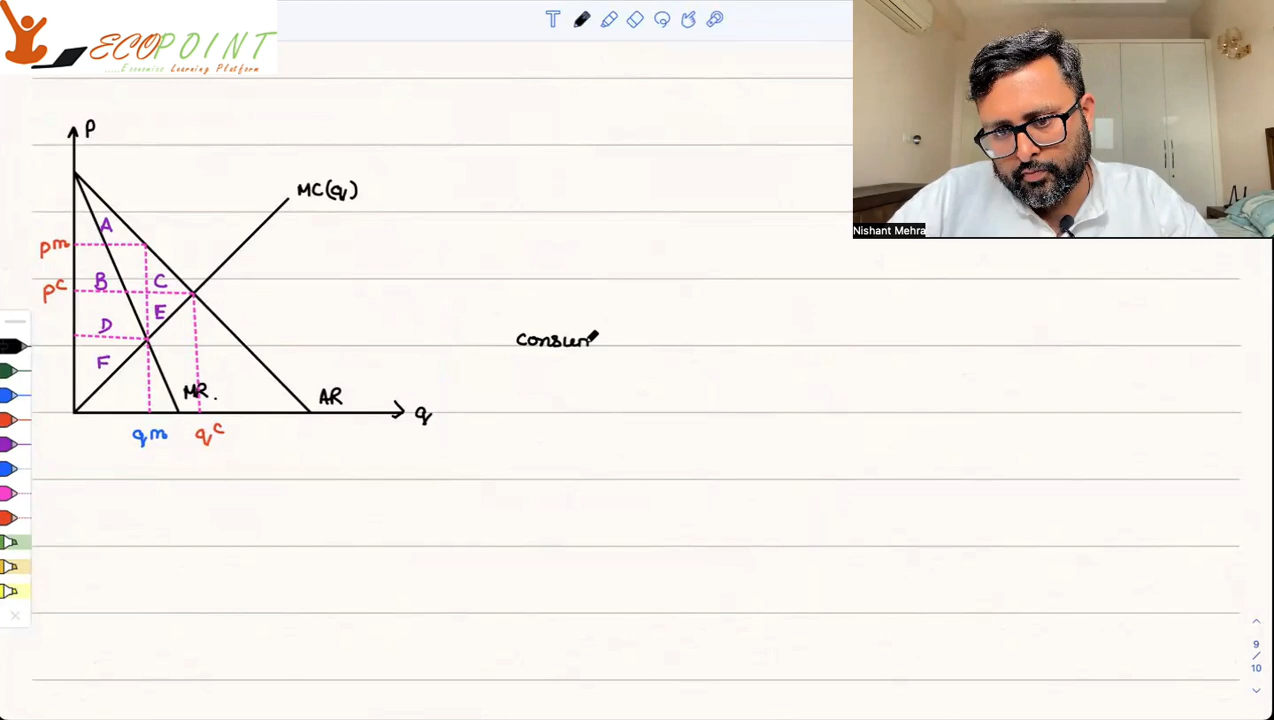 ECOPOINT
.....Economics Learning Platform
P
MC(q)
A
pm
B
C
pc
E
D
F
MR.
AR
q
qm
qc
consum
Nishant Mehra
9
/
10